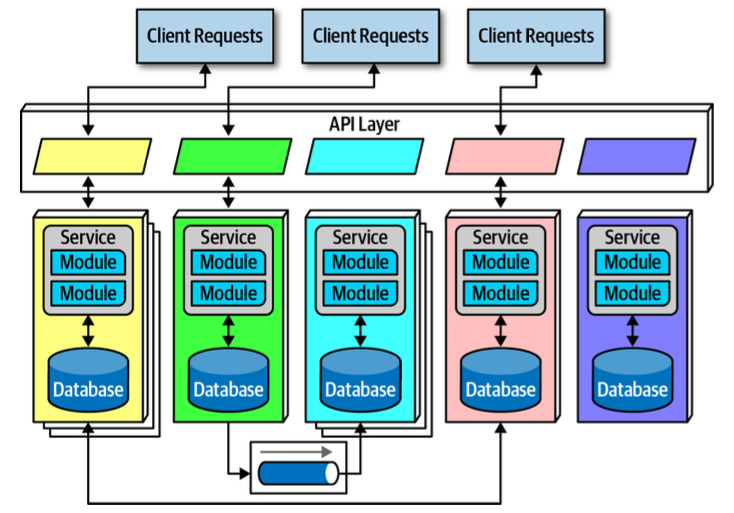 Client Requests
Client Requests
Client Requests
API Layer
Service
Module
Module
Database
Service
Module
Module
Database
Service
Module
Module
Database
Service
Module
Module
Database
Service
Module
Module
Database